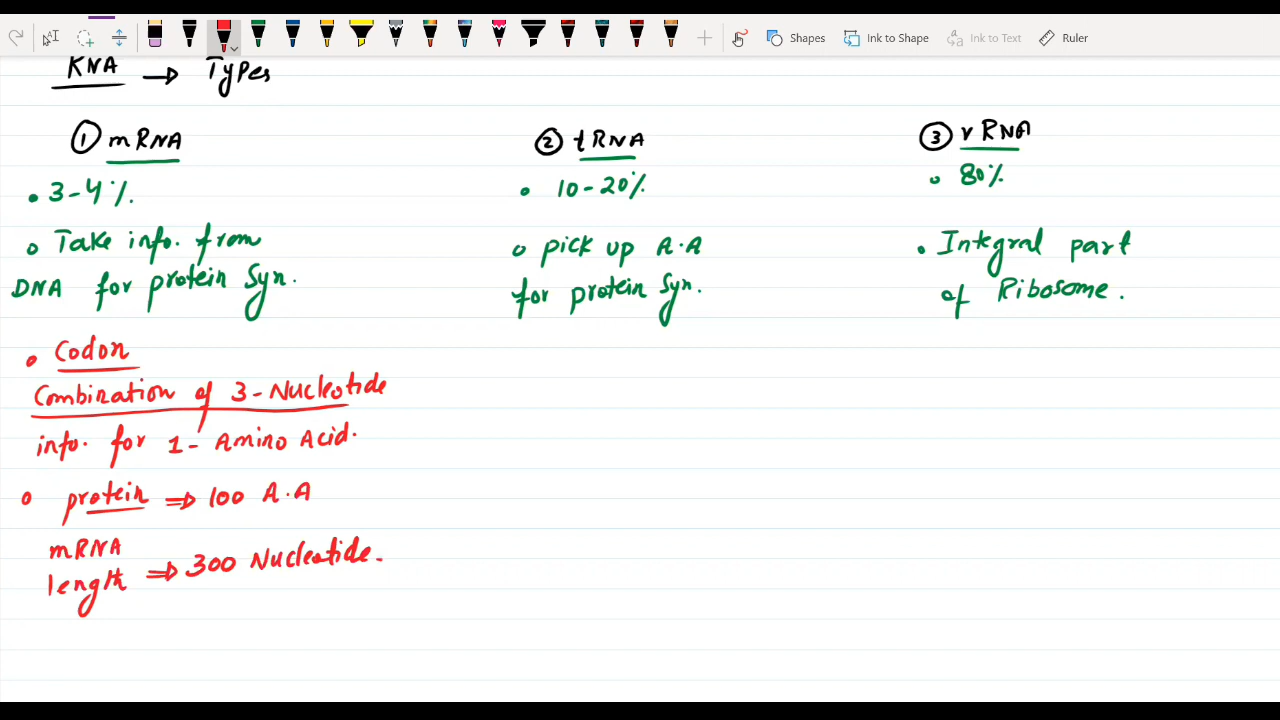 Shapes
Ink to Shape
Ink to Text
Ruler
RNA → Types
① mRNA
• 3-4%.
• Take info. from
DNA for protein Syn.
• Codon
Combination of 3-Nucleotide
info. for 1- Amino Acid.
• protein ⇒ 100 A.A
mRNA
length ⇒ 300 Nucleotide.
② tRNA
• 10-20%
• pick up A.A
for protein Syn.
③ rRNA
• 80%
• Integral part
of Ribosome.